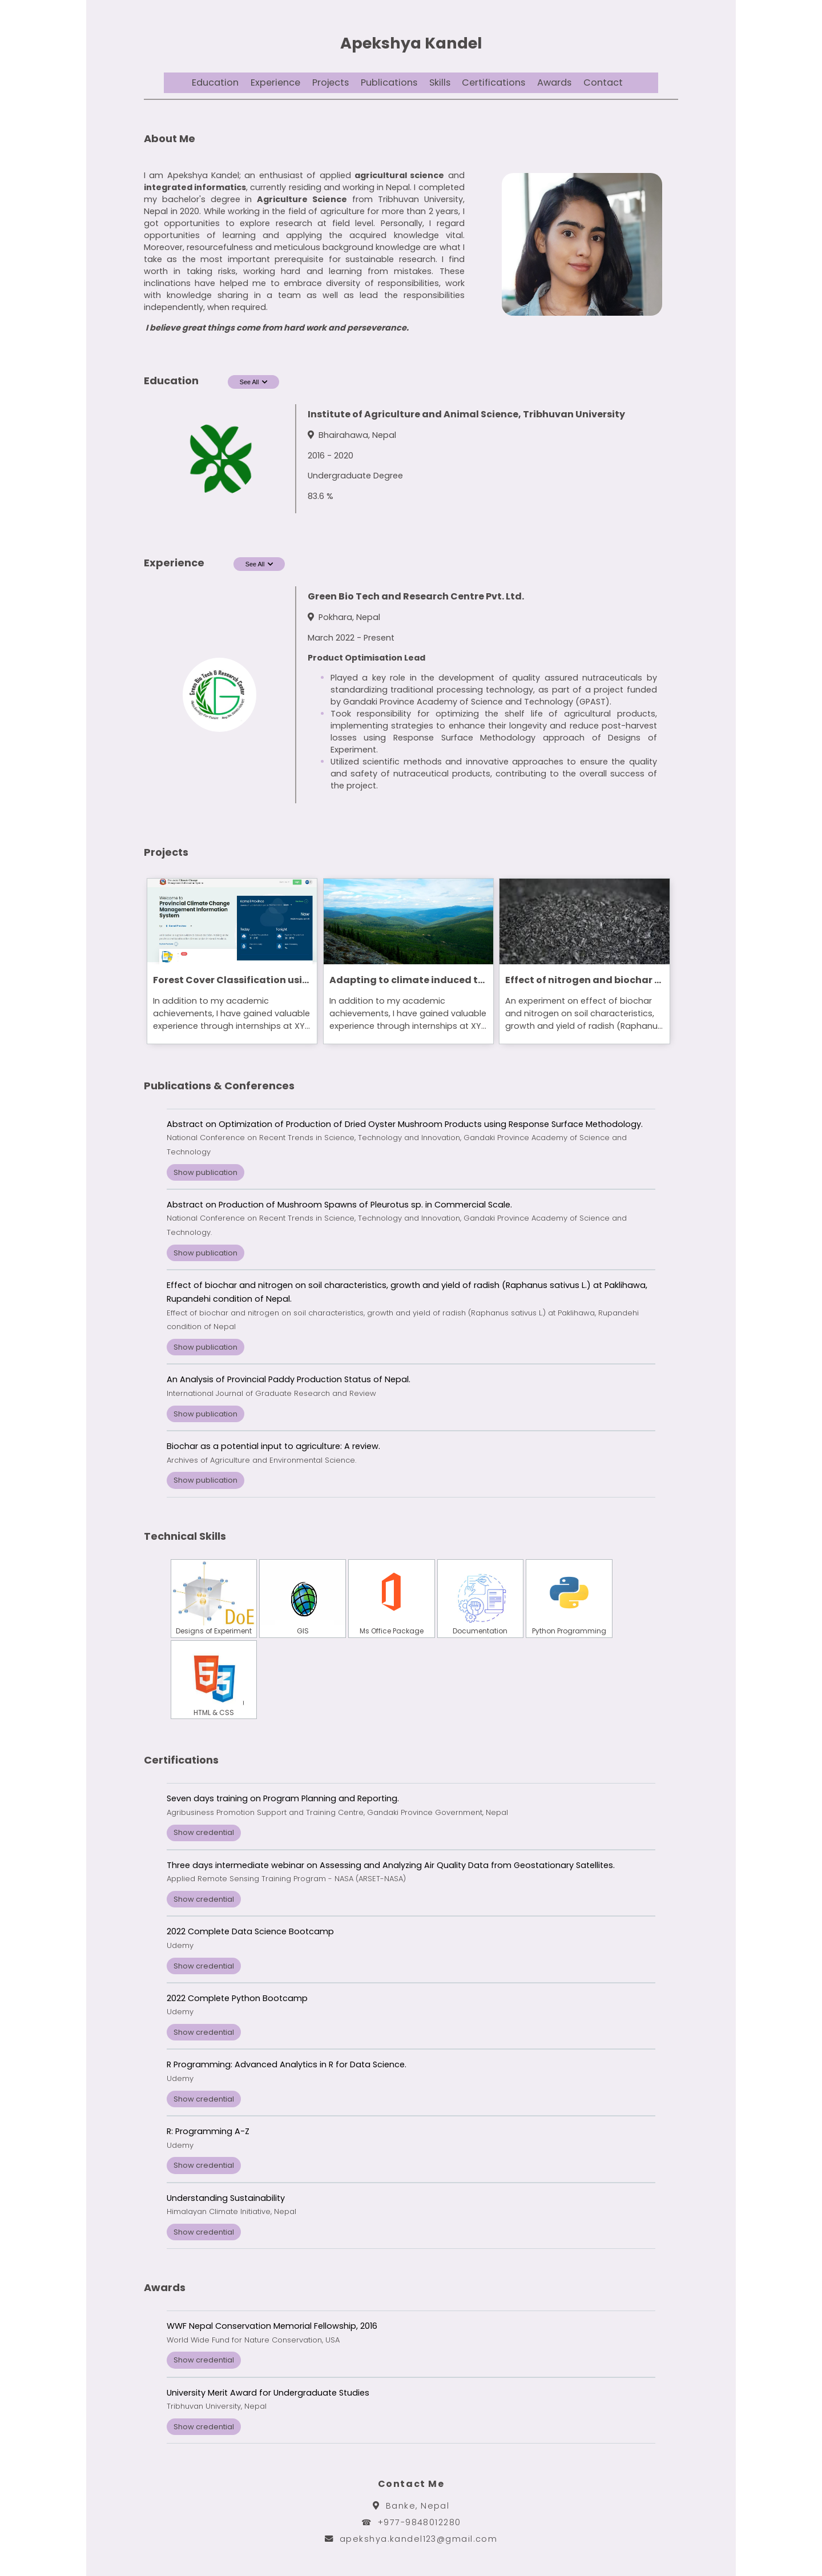 Apekshya Kandel
Education Experience Projects Publications Skills Certifications Awards Contact
About Me
I am Apekshya Kandel; an enthusiast of applied agricultural science and
integrated informatics, currently residing and working in Nepal. I completed
my bachelor's degree in Agriculture Science from Tribhuvan University,
Nepal in 2020. While working in the field of agriculture for more than 2 years, I
got opportunities to explore research at field level. Personally, I regard
opportunities of learning and applying the acquired knowledge vital.
Moreover, resourcefulness and meticulous background knowledge are what I
take as the most important prerequisite for sustainable research. I find
worth in taking risks, working hard and learning from mistakes. These
inclinations have helped me to embrace diversity of responsibilities, work
with knowledge sharing in a team as well as lead the responsibilities
independently, when required.
I believe great things come from hard work and perseverance.
Education See All
Institute of Agriculture and Animal Science, Tribhuvan University
Bhairahawa, Nepal
2016 - 2020
Undergraduate Degree
83.6 %
Experience See All
Green Bio Tech and Research Centre Pvt. Ltd.
Pokhara, Nepal
March 2022 - Present
Product Optimisation Lead
Played a key role in the development of quality assured nutraceuticals by
standardizing traditional processing technology, as part of a project funded
by Gandaki Province Academy of Science and Technology (GPAST).
Took responsibility for optimizing the shelf life of agricultural products,
implementing strategies to enhance their longevity and reduce post-harvest
losses using Response Surface Methodology approach of Designs of
Experiment.
Utilized scientific methods and innovative approaches to ensure the quality
and safety of nutraceutical products, contributing to the overall success of
the project.
Green Bio Tech & Research Center
Projects
Welcome to
Provincial Climate Change
Management Information
System
Forest Cover Classification usi...
In addition to my academic
achievements, I have gained valuable
experience through internships at XY...
Adapting to climate induced t...
In addition to my academic
achievements, I have gained valuable
experience through internships at XY...
Effect of nitrogen and biochar ...
An experiment on effect of biochar
and nitrogen on soil characteristics,
growth and yield of radish (Raphanu...
Publications & Conferences
Abstract on Optimization of Production of Dried Oyster Mushroom Products using Response Surface Methodology.
National Conference on Recent Trends in Science, Technology and Innovation, Gandaki Province Academy of Science and
Technology
Show publication
Abstract on Production of Mushroom Spawns of Pleurotus sp. in Commercial Scale.
National Conference on Recent Trends in Science, Technology and Innovation, Gandaki Province Academy of Science and
Technology.
Show publication
Effect of biochar and nitrogen on soil characteristics, growth and yield of radish (Raphanus sativus L.) at Paklihawa,
Rupandehi condition of Nepal.
Effect of biochar and nitrogen on soil characteristics, growth and yield of radish (Raphanus sativus L.) at Paklihawa, Rupandehi
condition of Nepal
Show publication
An Analysis of Provincial Paddy Production Status of Nepal.
International Journal of Graduate Research and Review
Show publication
Biochar as a potential input to agriculture: A review.
Archives of Agriculture and Environmental Science.
Show publication
Technical Skills
DoE
Designs of Experiment
GIS
Ms Office Package
Documentation
Python Programming
5 3
HTML & CSS
Certifications
Seven days training on Program Planning and Reporting.
Agribusiness Promotion Support and Training Centre, Gandaki Province Government, Nepal
Show credential
Three days intermediate webinar on Assessing and Analyzing Air Quality Data from Geostationary Satellites.
Applied Remote Sensing Training Program - NASA (ARSET-NASA)
Show credential
2022 Complete Data Science Bootcamp
Udemy
Show credential
2022 Complete Python Bootcamp
Udemy
Show credential
R Programming: Advanced Analytics in R for Data Science.
Udemy
Show credential
R: Programming A-Z
Udemy
Show credential
Understanding Sustainability
Himalayan Climate Initiative, Nepal
Show credential
Awards
WWF Nepal Conservation Memorial Fellowship, 2016
World Wide Fund for Nature Conservation, USA
Show credential
University Merit Award for Undergraduate Studies
Tribhuvan University, Nepal
Show credential
Contact Me
Banke, Nepal
☎ +977-9848012280
apekshya.kandel123@gmail.com